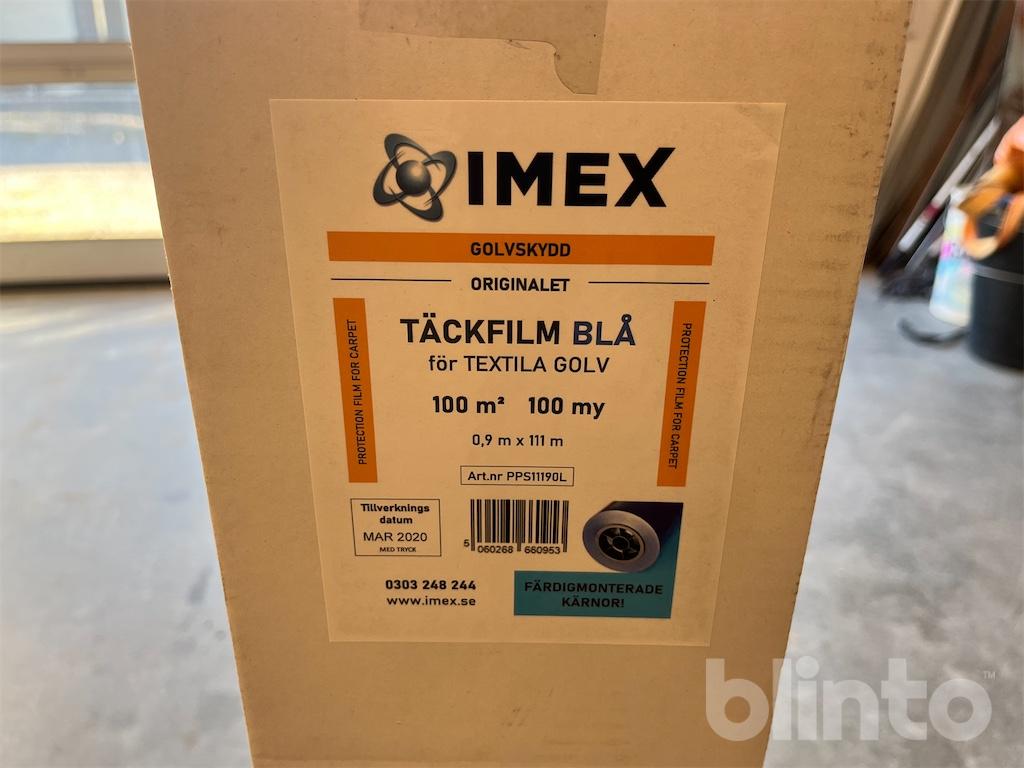 IMEX
GOLVSKYDD
ORIGINALET
TÄCKFILM BLÅ
för TEXTILA GOLV
100 m² 100 my
0,9 m x 111 m
Art.nr PPS11190L
PROTECTION FILM FOR CARPET
PROTECTION FILM FOR CARPET
Tillverknings
datum
MAR 2020
MED TRYCK
5 060268 660953
0303 248 244
www.imex.se
FÄRDIGMONTERADE
KÄRNOR!
blinto™